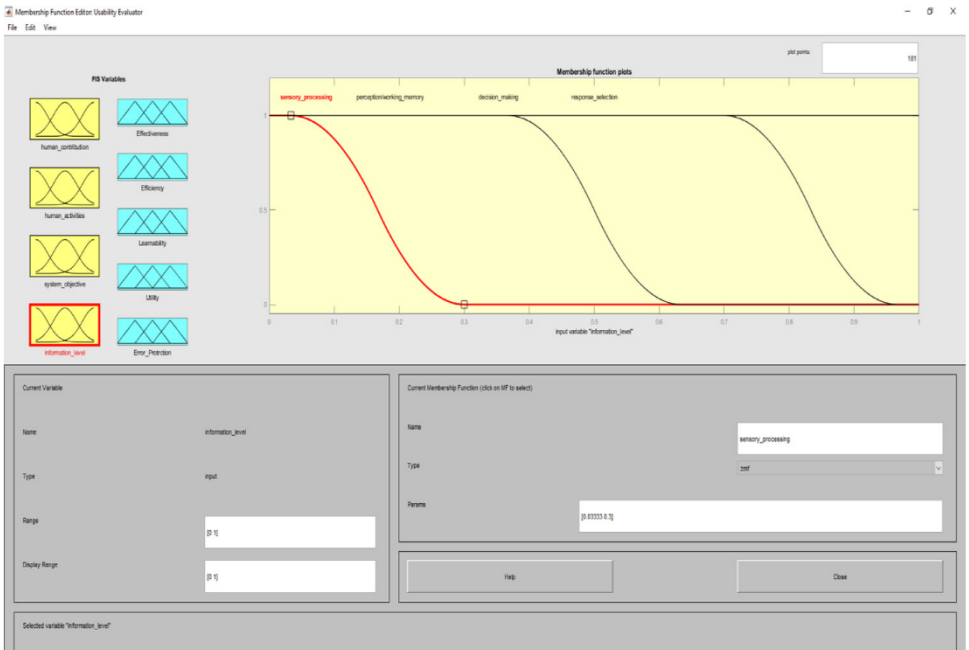 Membership Function Editor: Usability Evaluator
File Edit View
plot points:
181
FIS Variables
Membership function plots
human_contribution
human_activities
system_objective
information_level
Effectiveness
Efficiency
Learnability
Utility
Error_Protrction
sensory_processing perception/working_memory decision_making response_selection
1
0.5
0
0 0.1 0.2 0.3 0.4 0.5 0.6 0.7 0.8 0.9 1
input variable "information_level"
Current Variable
Name information_level
Type input
Range [0 1]
Display Range [0 1]
Current Membership Function (click on MF to select)
Name sensory_processing
Type zmf
Params [0.03333 0.3]
Help Close
Selected variable "information_level"